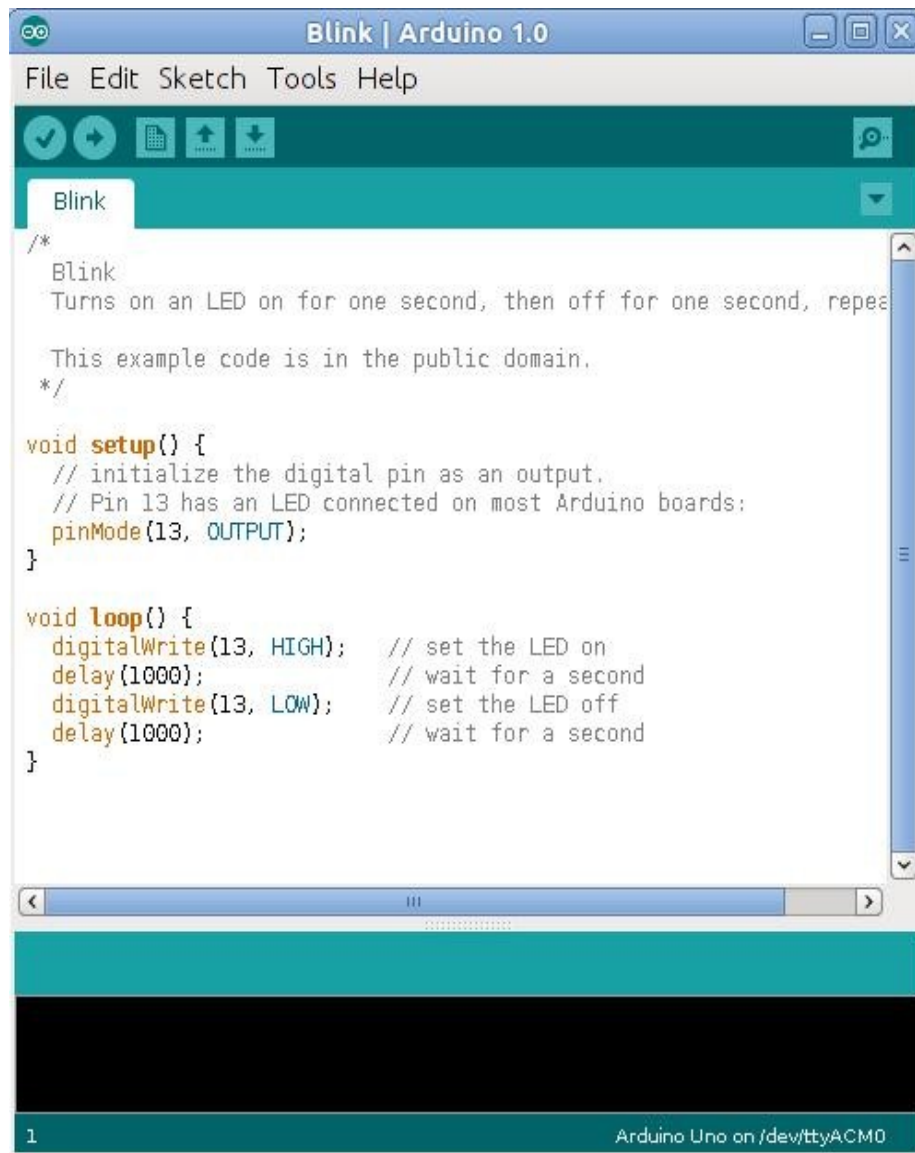 Blink | Arduino 1.0
File Edit Sketch Tools Help
Blink
/*
  Blink
  Turns on an LED on for one second, then off for one second, repea

  This example code is in the public domain.
 */

void setup() {
  // initialize the digital pin as an output.
  // Pin 13 has an LED connected on most Arduino boards:
  pinMode(13, OUTPUT);
}

void loop() {
  digitalWrite(13, HIGH);   // set the LED on
  delay(1000);              // wait for a second
  digitalWrite(13, LOW);    // set the LED off
  delay(1000);              // wait for a second
}
1
Arduino Uno on /dev/ttyACM0